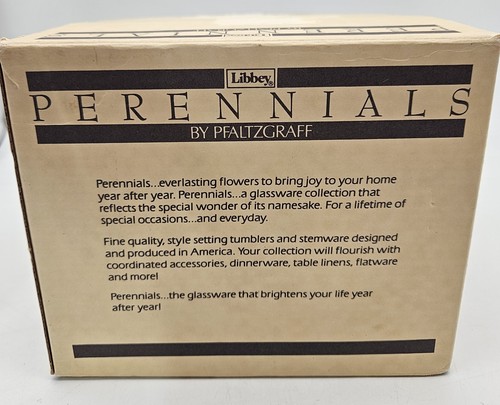 Libbey®
PERENNIALS
BY PFALTZGRAFF
Perennials...everlasting flowers to bring joy to your home
year after year. Perennials...a glassware collection that
reflects the special wonder of its namesake. For a lifetime of
special occasions...and everyday.
Fine quality, style setting tumblers and stemware designed
and produced in America. Your collection will flourish with
coordinated accessories, dinnerware, table linens, flatware
and more!
Perennials...the glassware that brightens your life year
after year!